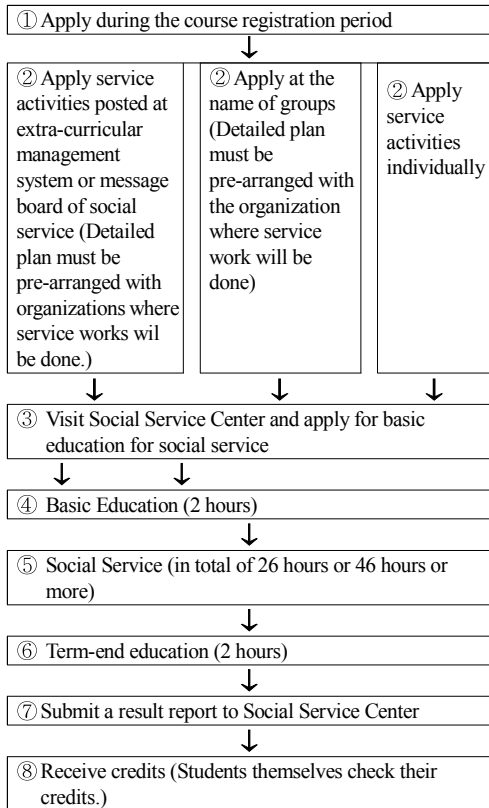 ① Apply during the course registration period
② Apply service
activities posted at
extra-curricular
management
system or message
board of social
service (Detailed
plan must be
pre-arranged with
organizations where
service works wil
be done.)
② Apply at the
name of groups
(Detailed plan
must be
pre-arranged with
the organization
where service
work will be
done)
② Apply
service
activities
individually
③ Visit Social Service Center and apply for basic
education for social service
④ Basic Education (2 hours)
⑤ Social Service (in total of 26 hours or 46 hours or
more)
⑥ Term-end education (2 hours)
⑦ Submit a result report to Social Service Center
⑧ Receive credits (Students themselves check their
credits.)